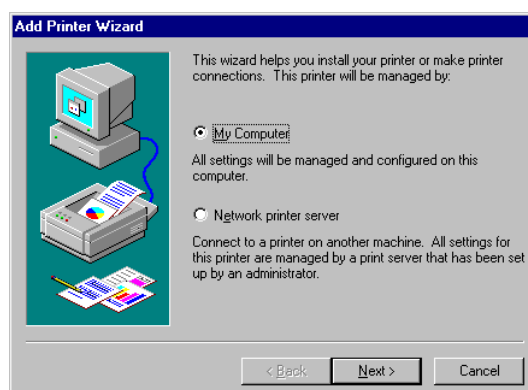 Add Printer Wizard
This wizard helps you install your printer or make printer
connections. This printer will be managed by:
My Computer
All settings will be managed and configured on this
computer.
Network printer server
Connect to a printer on another machine. All settings for
this printer are managed by a print server that has been set
up by an administrator.
< Back Next > Cancel